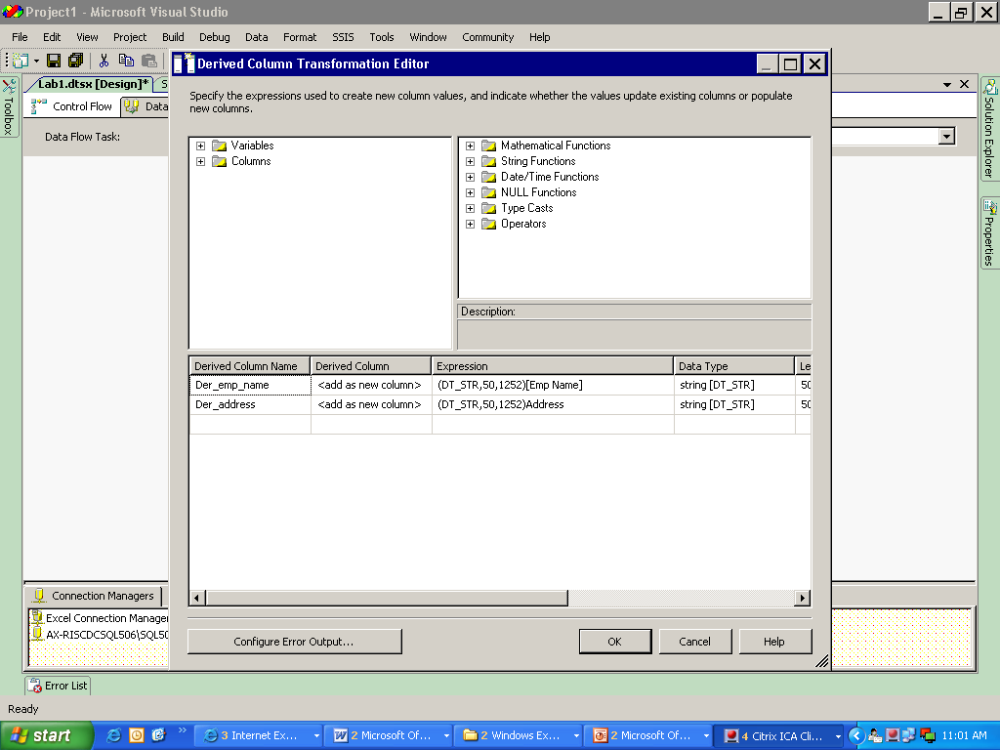 Project1 - Microsoft Visual Studio
File Edit View Project Build Debug Data Format SSIS Tools Window Community Help
Derived Column Transformation Editor
Lab1.dtsx [Design]* S
Toolbox
Solution Explorer
Properties
Control Flow Data
Data Flow Task:
Specify the expressions used to create new column values, and indicate whether the values update existing columns or populate
new columns.
Variables
Columns
Mathematical Functions
String Functions
Date/Time Functions
NULL Functions
Type Casts
Operators
Description:
Derived Column Name Derived Column Expression Data Type Le
Der_emp_name <add as new column> (DT_STR,50,1252)[Emp Name] string [DT_STR] 50
Der_address <add as new column> (DT_STR,50,1252)Address string [DT_STR] 50
Connection Managers
Excel Connection Manager
AX-RISCDCSQL506\SQL50
Configure Error Output... OK Cancel Help
Error List
Ready
start 3 Internet Ex... 2 Microsoft Of... 2 Windows Ex... 2 Microsoft Of... 4 Citrix ICA Cli... 11:01 AM